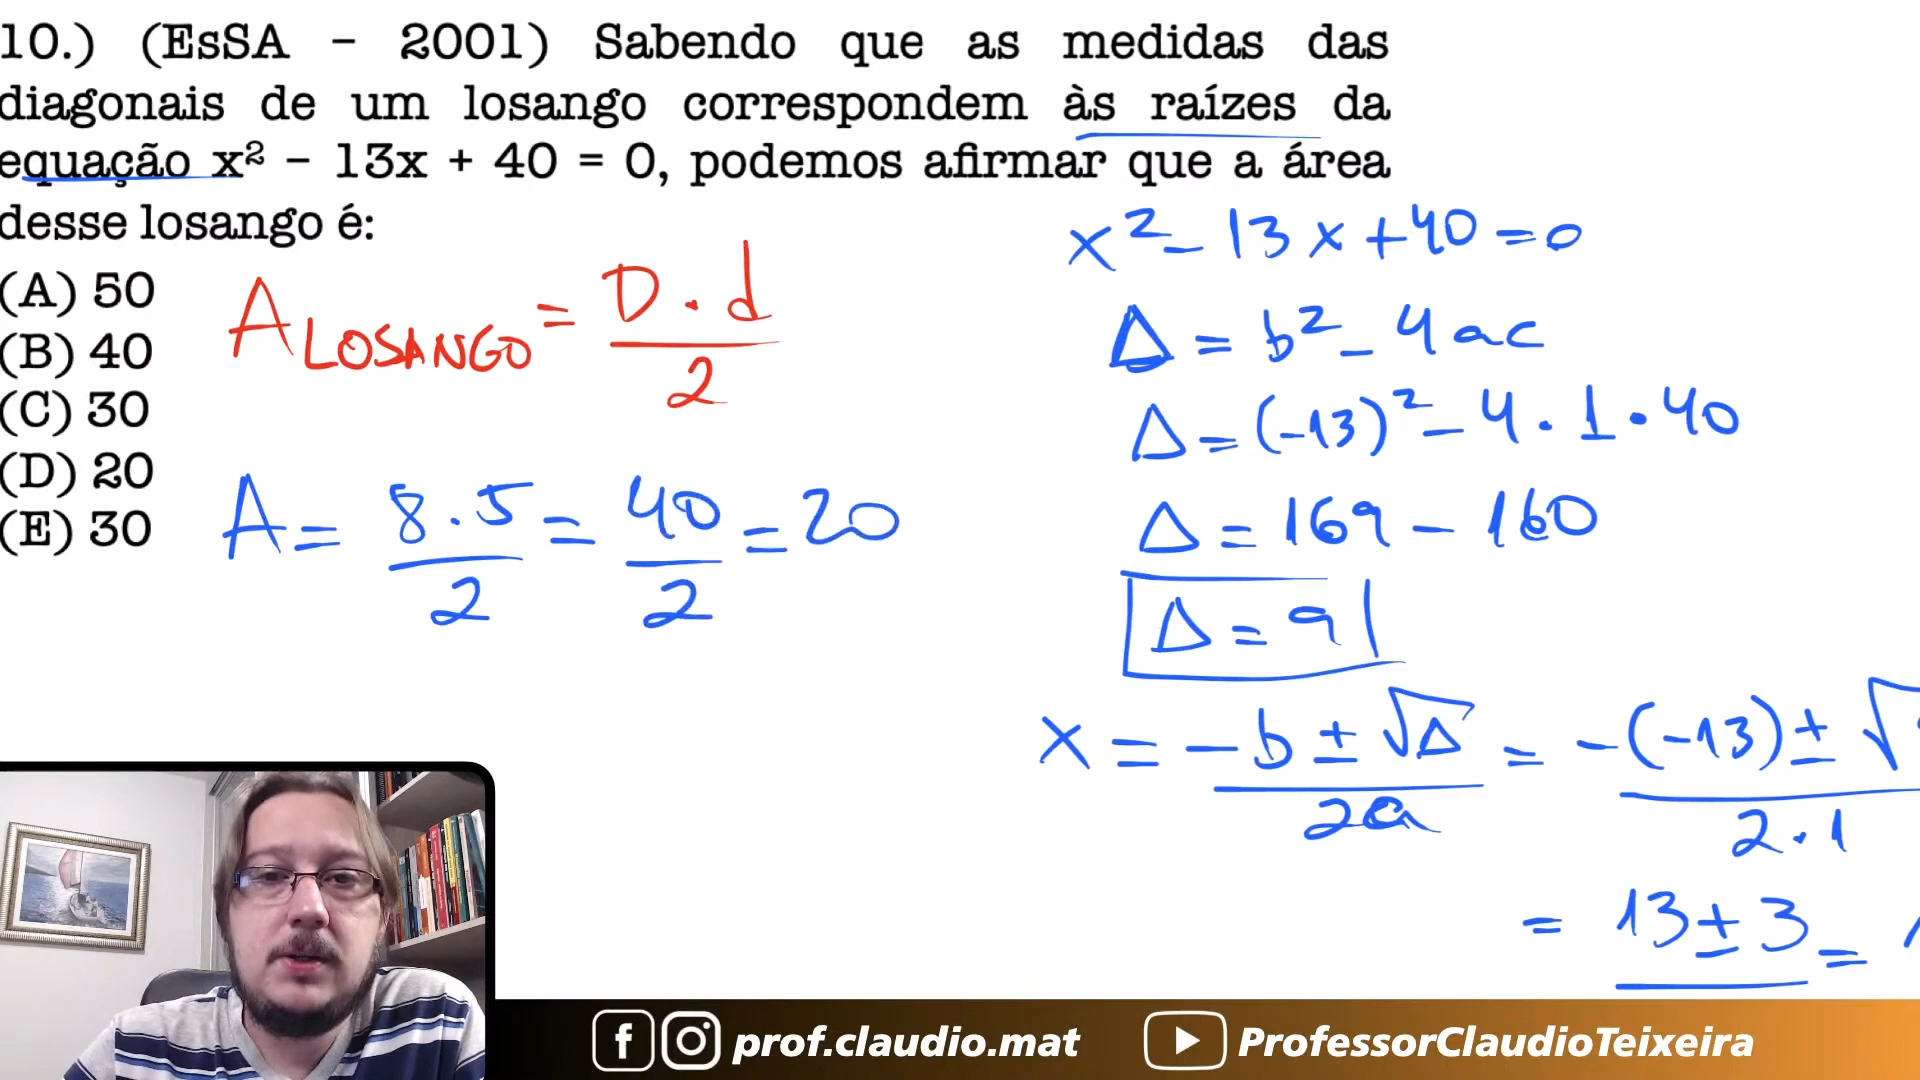 10.) (EsSA - 2001) Sabendo que as medidas das
diagonais de um losango correspondem às raízes da
equação x² - 13x + 40 = 0, podemos afirmar que a área
desse losango é:
(A) 50
(B) 40
(C) 30
(D) 20
(E) 30
A LOSANGO = D . d / 2
A = 8 . 5 / 2 = 40 / 2 = 20
x² - 13x + 40 = 0
Δ = b² - 4ac
Δ = (-13)² - 4 . 1 . 40
Δ = 169 - 160
Δ = 9
x = -b ± √Δ / 2a = -(-13) ± √ / 2 . 1
= 13 ± 3 =
prof.claudio.mat
ProfessorClaudioTeixeira